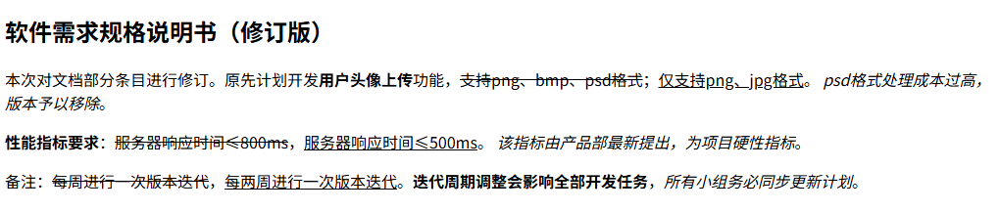 软件需求规格说明书（修订版）
本次对文档部分条目进行修订。原先计划开发用户头像上传功能，支持png、bmp、psd格式；仅支持png、jpg格式。 psd格式处理成本过高，
版本予以移除。
性能指标要求：服务器响应时间≤800ms，服务器响应时间≤500ms。 该指标由产品部最新提出，为项目硬性指标。
备注：每周进行一次版本迭代，每两周进行一次版本迭代。迭代周期调整会影响全部开发任务，所有小组务必同步更新计划。